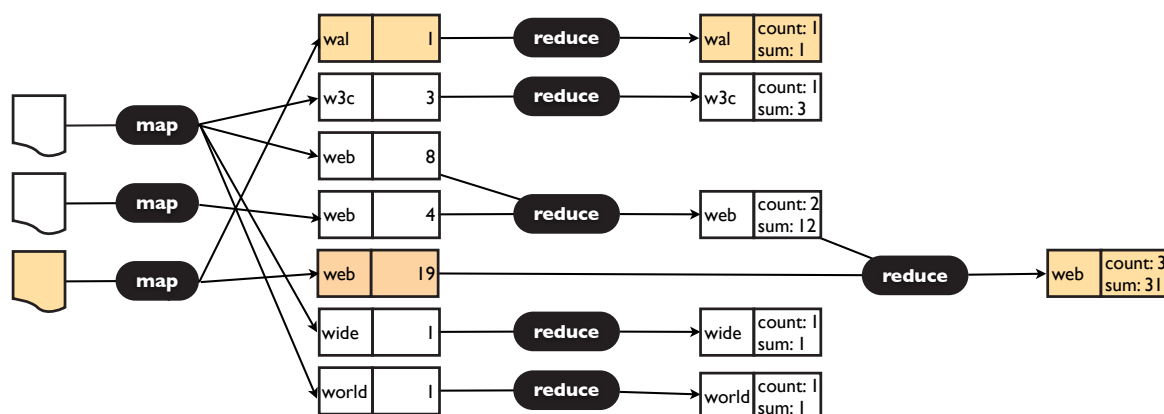 wal 1 reduce wal count: 1
sum: 1
w3c 3 reduce w3c count: 1
sum: 3
map
web 8
map web 4 reduce web count: 2
sum: 12
map web 19 reduce web count: 3
sum: 31
wide 1 reduce wide count: 1
sum: 1
world 1 reduce world count: 1
sum: 1